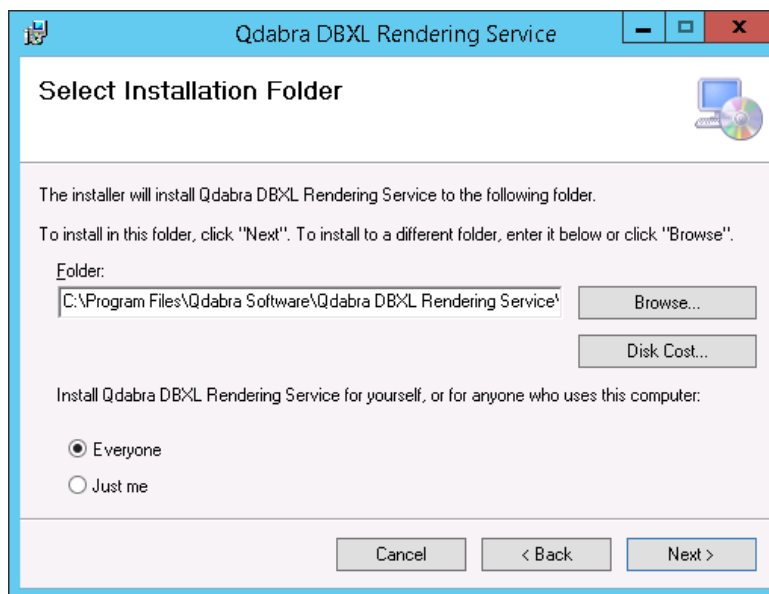 Qdabra DBXL Rendering Service
Select Installation Folder
The installer will install Qdabra DBXL Rendering Service to the following folder.
To install in this folder, click "Next". To install to a different folder, enter it below or click "Browse".
Folder:
C:\Program Files\Qdabra Software\Qdabra DBXL Rendering Service\
Browse...
Disk Cost...
Install Qdabra DBXL Rendering Service for yourself, or for anyone who uses this computer:
Everyone
Just me
Cancel
< Back
Next >